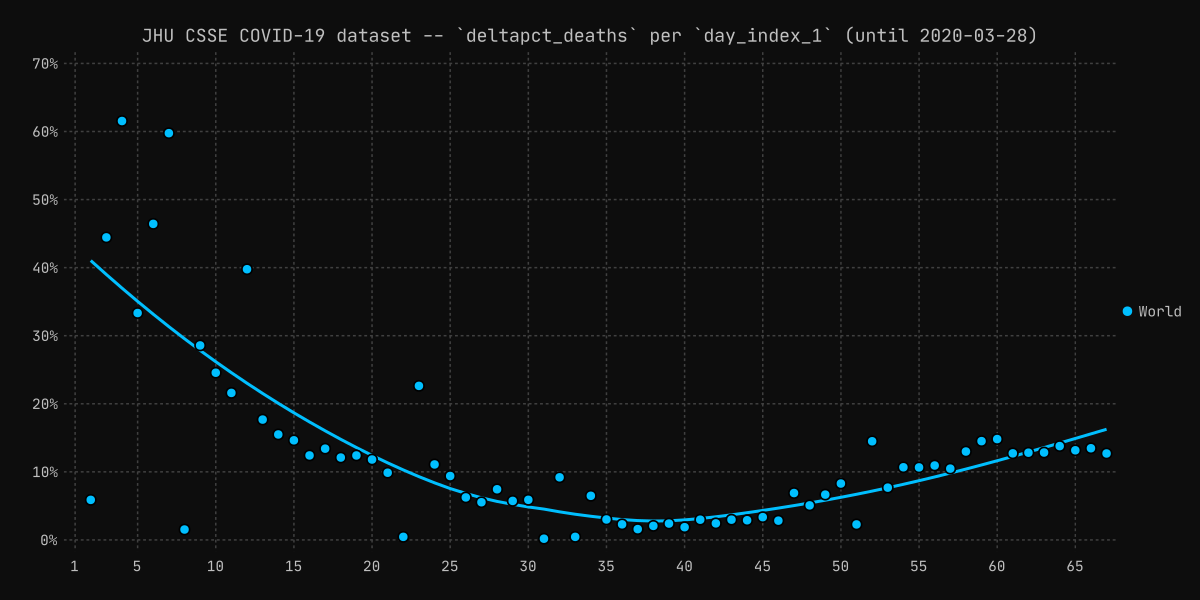 JHU CSSE COVID-19 dataset -- `deltapct_deaths` per `day_index_1` (until 2020-03-28)
70%
60%
50%
40%
30%
20%
10%
0%
World
1 5 10 15 20 25 30 35 40 45 50 55 60 65